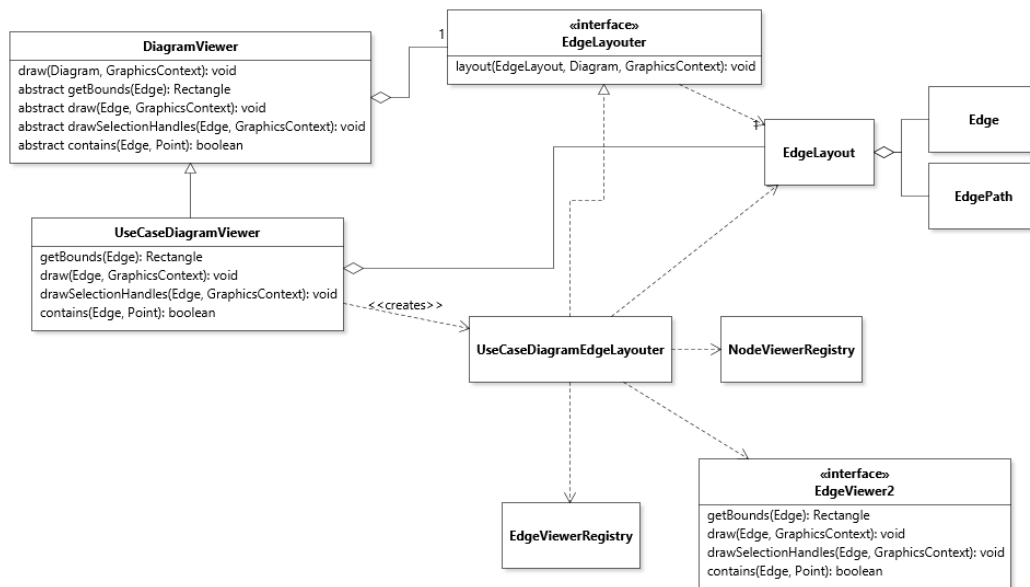 DiagramViewer
draw(Diagram, GraphicsContext): void
abstract getBounds(Edge): Rectangle
abstract draw(Edge, GraphicsContext): void
abstract drawSelectionHandles(Edge, GraphicsContext): void
abstract contains(Edge, Point): boolean
1
«interface»
EdgeLayouter
layout(EdgeLayout, Diagram, GraphicsContext): void
EdgeLayout
Edge
EdgePath
UseCaseDiagramViewer
getBounds(Edge): Rectangle
draw(Edge, GraphicsContext): void
drawSelectionHandles(Edge, GraphicsContext): void
contains(Edge, Point): boolean
<<creates>>
UseCaseDiagramEdgeLayouter
NodeViewerRegistry
EdgeViewerRegistry
«interface»
EdgeViewer2
getBounds(Edge): Rectangle
draw(Edge, GraphicsContext): void
drawSelectionHandles(Edge, GraphicsContext): void
contains(Edge, Point): boolean